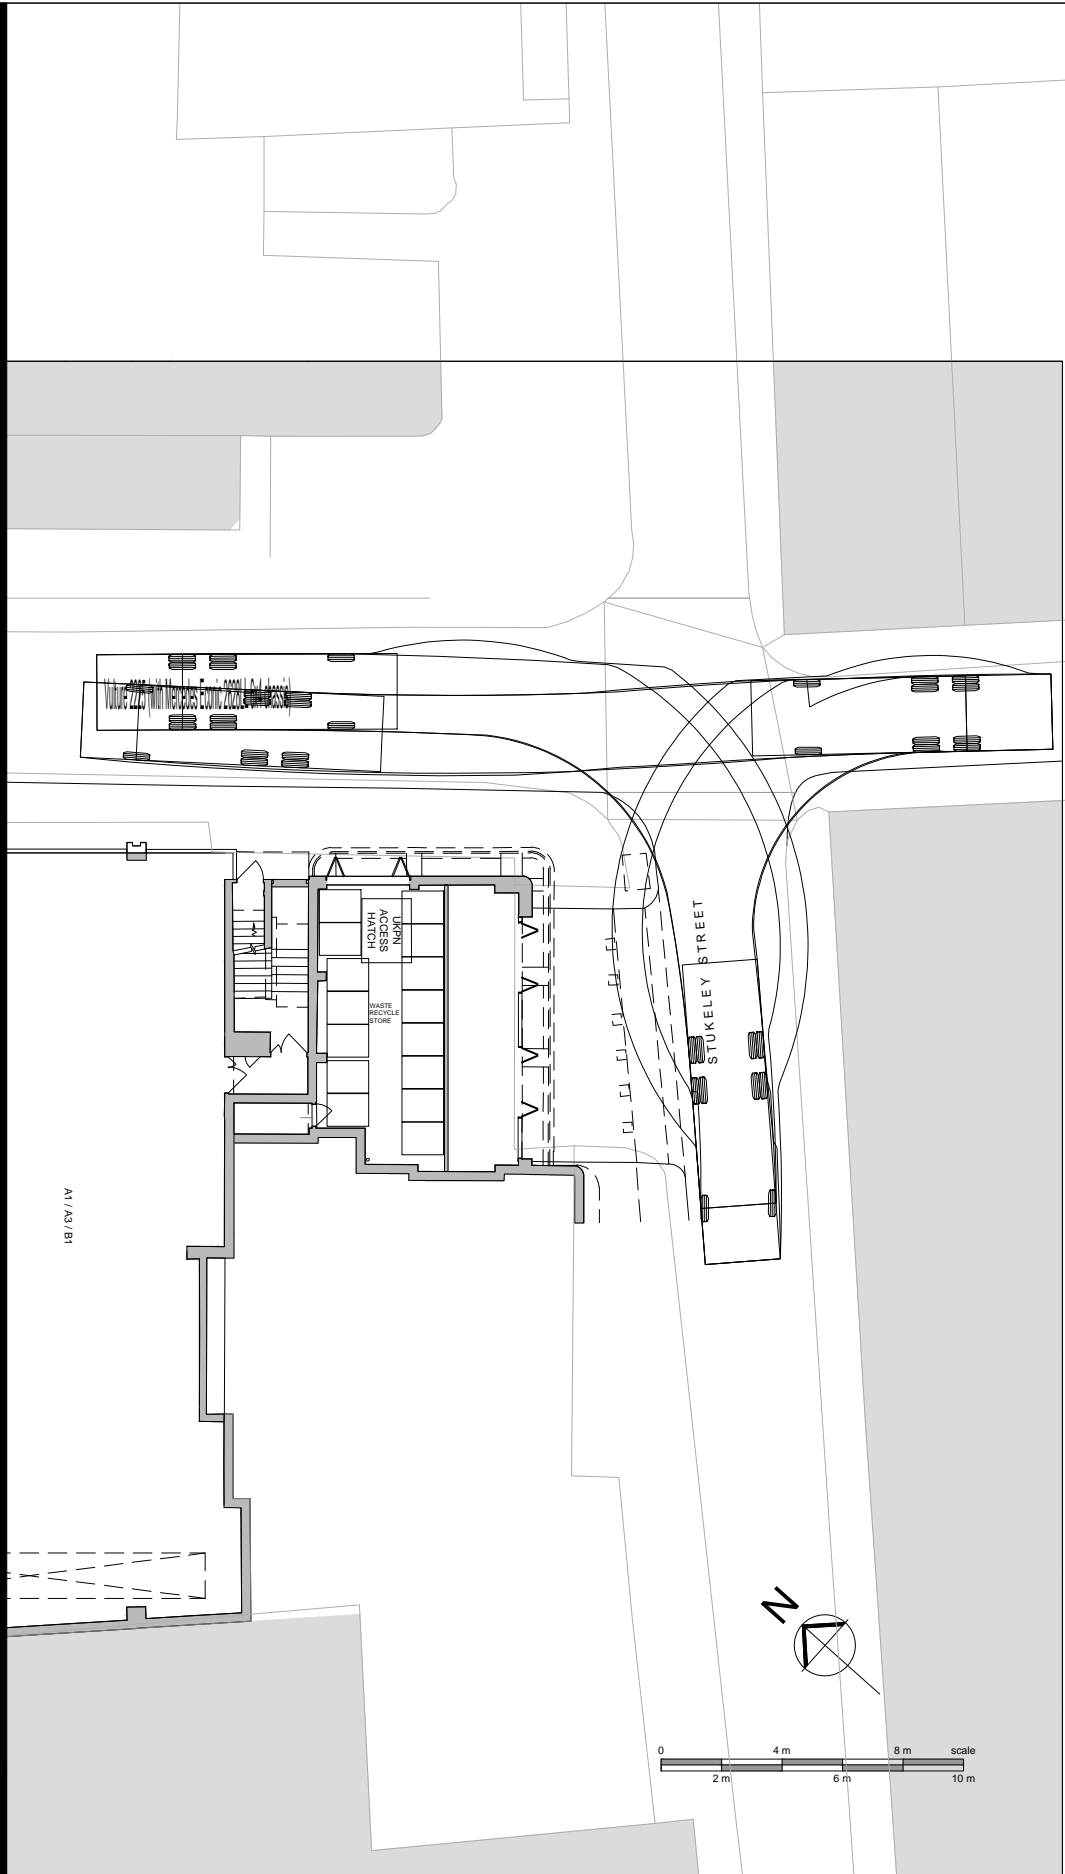 STUKELEY STREET
UKPN
ACCESS
HATCH
WASTE
RECYCLE
STORE
A1 / A3 / B1
N
0 4 m 8 m scale
2 m 6 m 10 m